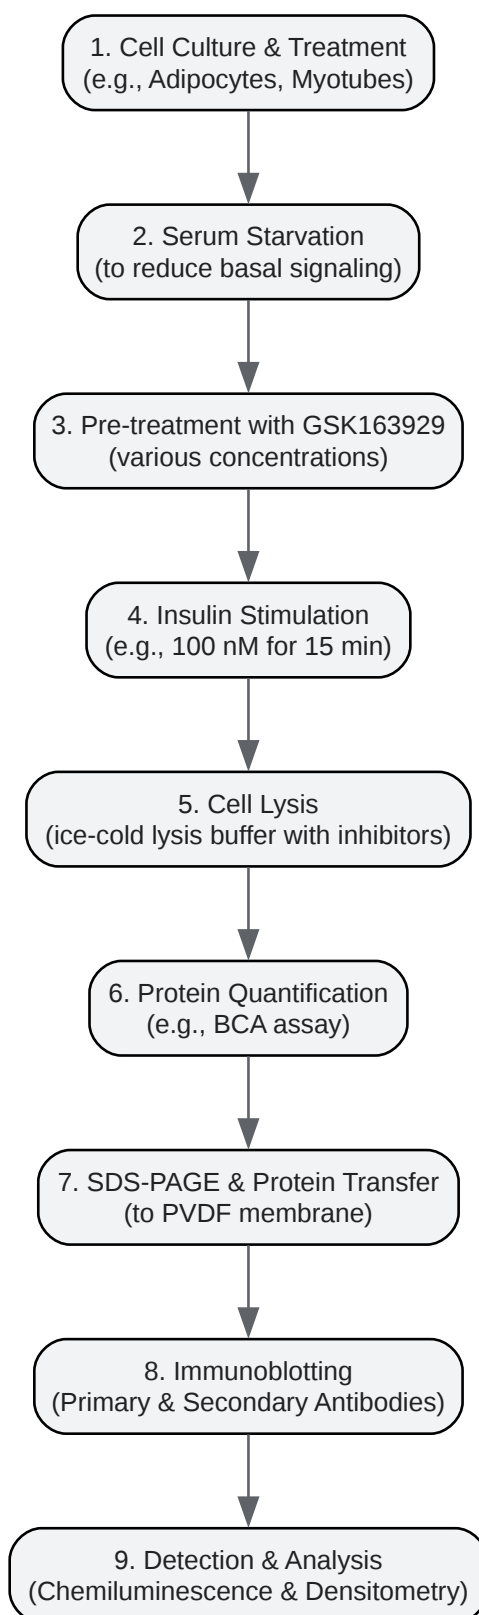 1. Cell Culture & Treatment
(e.g., Adipocytes, Myotubes)
2. Serum Starvation
(to reduce basal signaling)
3. Pre-treatment with GSK163929
(various concentrations)
4. Insulin Stimulation
(e.g., 100 nM for 15 min)
5. Cell Lysis
(ice-cold lysis buffer with inhibitors)
6. Protein Quantification
(e.g., BCA assay)
7. SDS-PAGE & Protein Transfer
(to PVDF membrane)
8. Immunoblotting
(Primary & Secondary Antibodies)
9. Detection & Analysis
(Chemiluminescence & Densitometry)